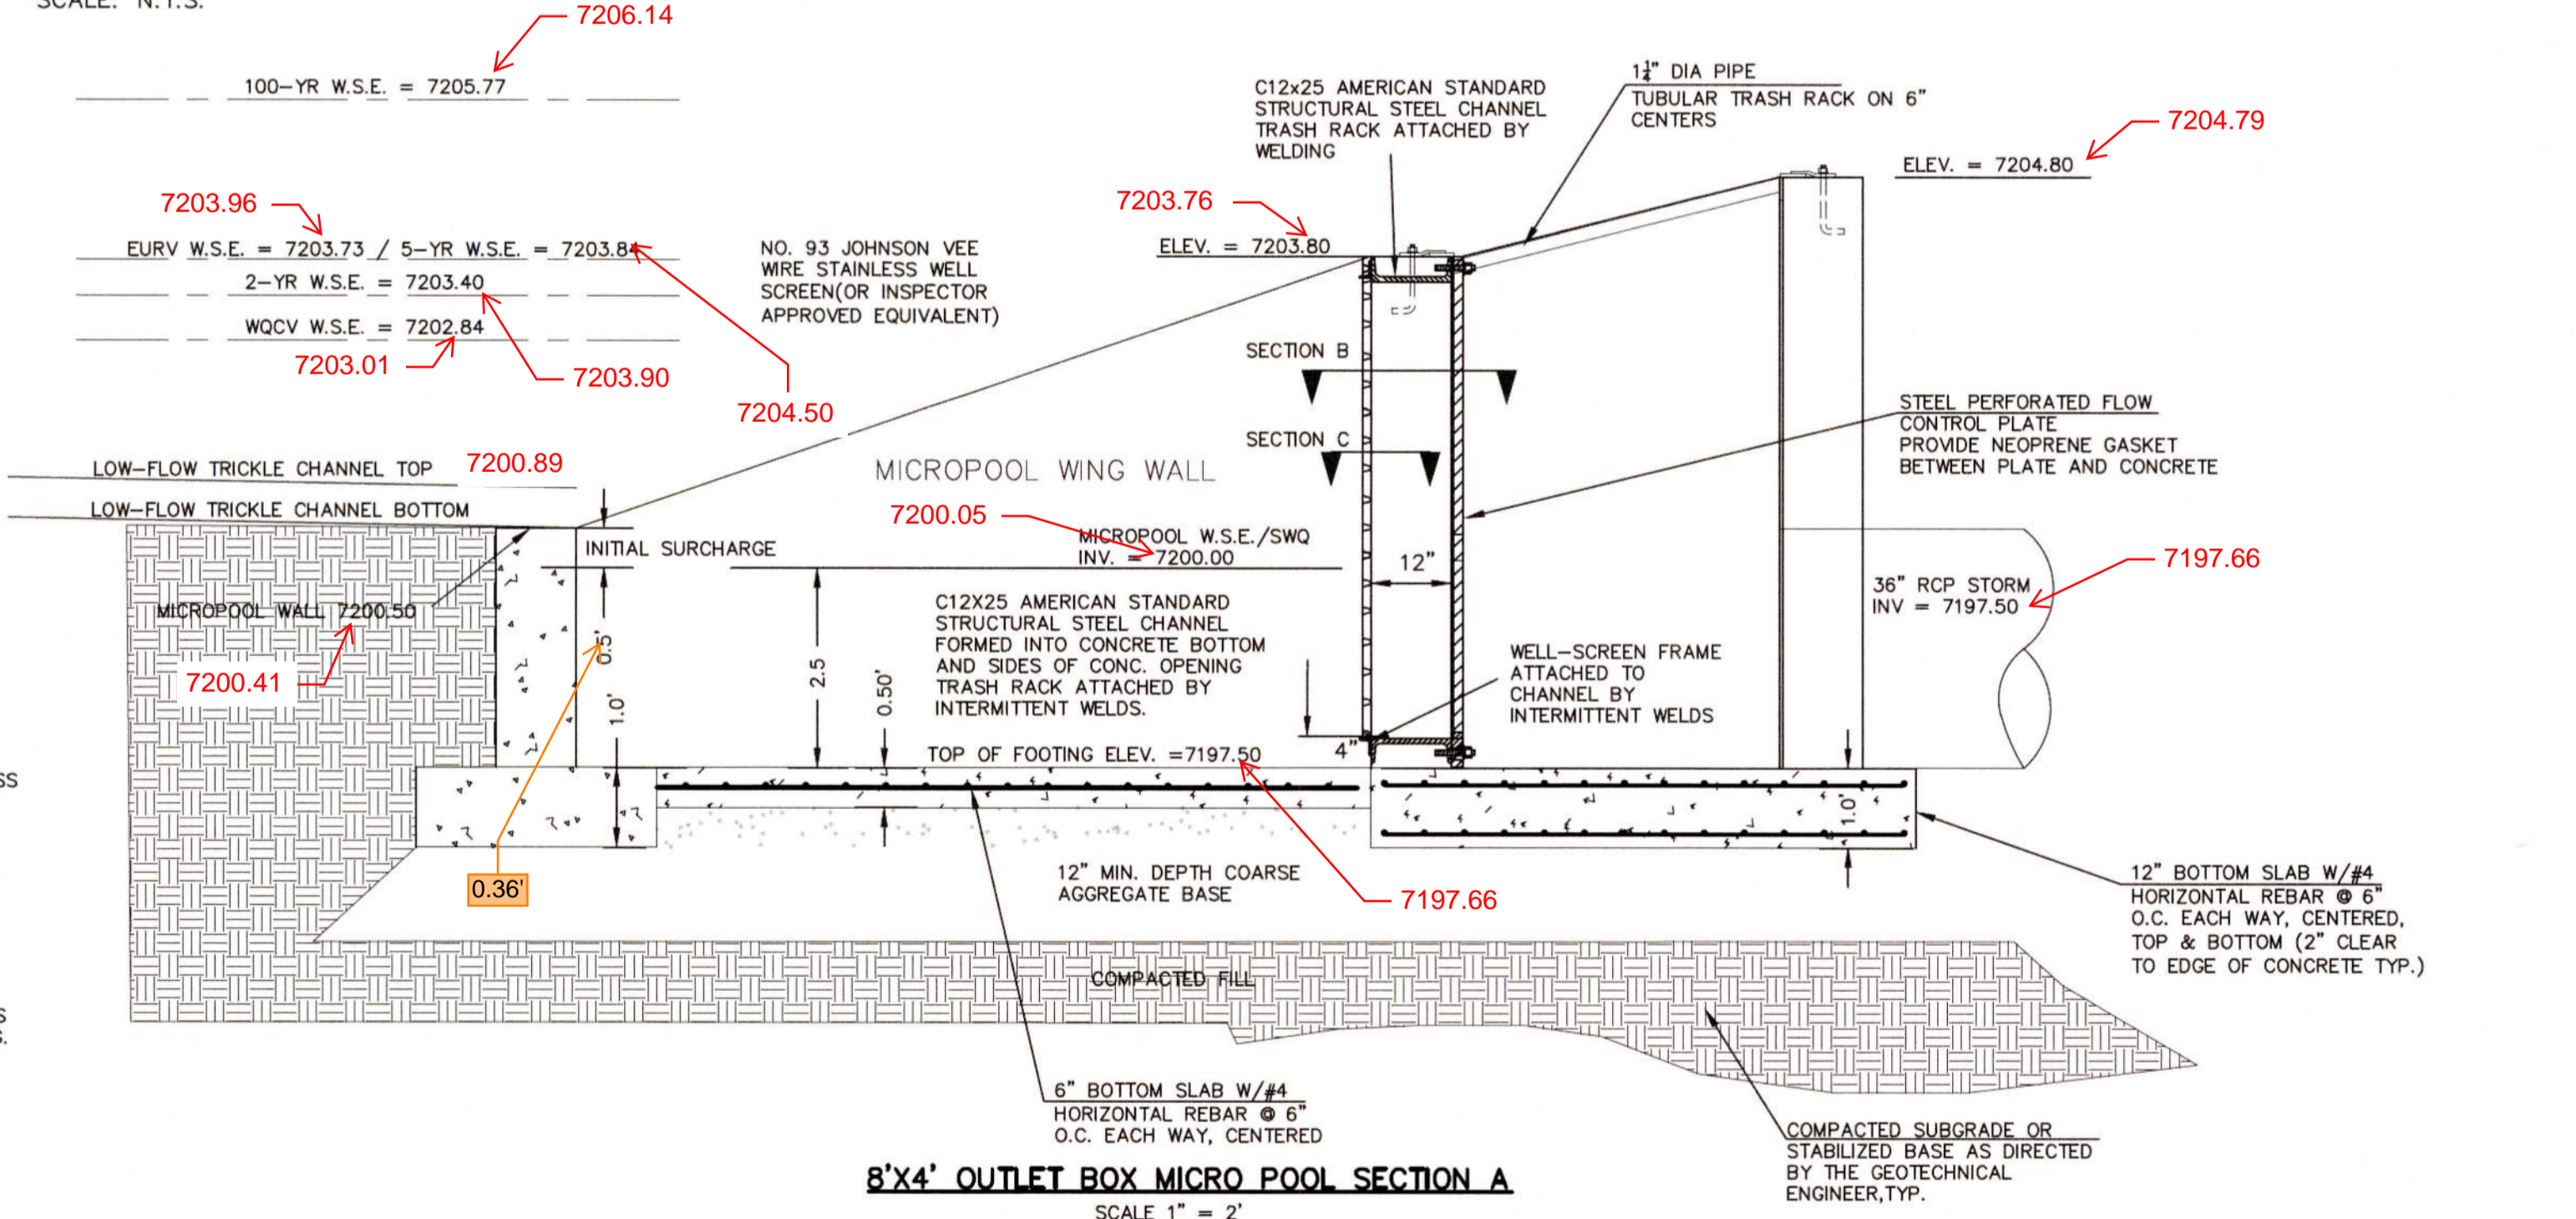 SCALE: N.T.S.
7206.14
100-YR W.S.E. = 7205.77
7203.96
EURV W.S.E. = 7203.73 / 5-YR W.S.E. = 7203.84
2-YR W.S.E. = 7203.40
WQCV W.S.E. = 7202.84
7203.01
7203.90
7204.50
NO. 93 JOHNSON VEE
WIRE STAINLESS WELL
SCREEN(OR INSPECTOR
APPROVED EQUIVALENT)
C12x25 AMERICAN STANDARD
STRUCTURAL STEEL CHANNEL
TRASH RACK ATTACHED BY
WELDING
1¼" DIA PIPE
TUBULAR TRASH RACK ON 6"
CENTERS
7204.79
ELEV. = 7204.80
7203.76
ELEV. = 7203.80
SECTION B
SECTION C
STEEL PERFORATED FLOW
CONTROL PLATE
PROVIDE NEOPRENE GASKET
BETWEEN PLATE AND CONCRETE
LOW-FLOW TRICKLE CHANNEL TOP
7200.89
LOW-FLOW TRICKLE CHANNEL BOTTOM
MICROPOOL WING WALL
7200.05
MICROPOOL W.S.E./SWQ
INV. = 7200.00
INITIAL SURCHARGE
12"
36" RCP STORM
INV = 7197.50
7197.66
MICROPOOL WALL 7200.50
7200.41
0.5'
1.0'
2.5
0.50'
C12X25 AMERICAN STANDARD
STRUCTURAL STEEL CHANNEL
FORMED INTO CONCRETE BOTTOM
AND SIDES OF CONC. OPENING
TRASH RACK ATTACHED BY
INTERMITTENT WELDS.
WELL-SCREEN FRAME
ATTACHED TO
CHANNEL BY
INTERMITTENT WELDS
TOP OF FOOTING ELEV. =7197.50
4"
1.0'
SS
0.36'
12" MIN. DEPTH COARSE
AGGREGATE BASE
7197.66
12" BOTTOM SLAB W/#4
HORIZONTAL REBAR @ 6"
O.C. EACH WAY, CENTERED,
TOP & BOTTOM (2" CLEAR
TO EDGE OF CONCRETE TYP.)
COMPACTED FILL
S
S.
6" BOTTOM SLAB W/#4
HORIZONTAL REBAR @ 6"
O.C. EACH WAY, CENTERED
COMPACTED SUBGRADE OR
STABILIZED BASE AS DIRECTED
BY THE GEOTECHNICAL
ENGINEER,TYP.
8'X4' OUTLET BOX MICRO POOL SECTION A
SCALE 1" = 2'